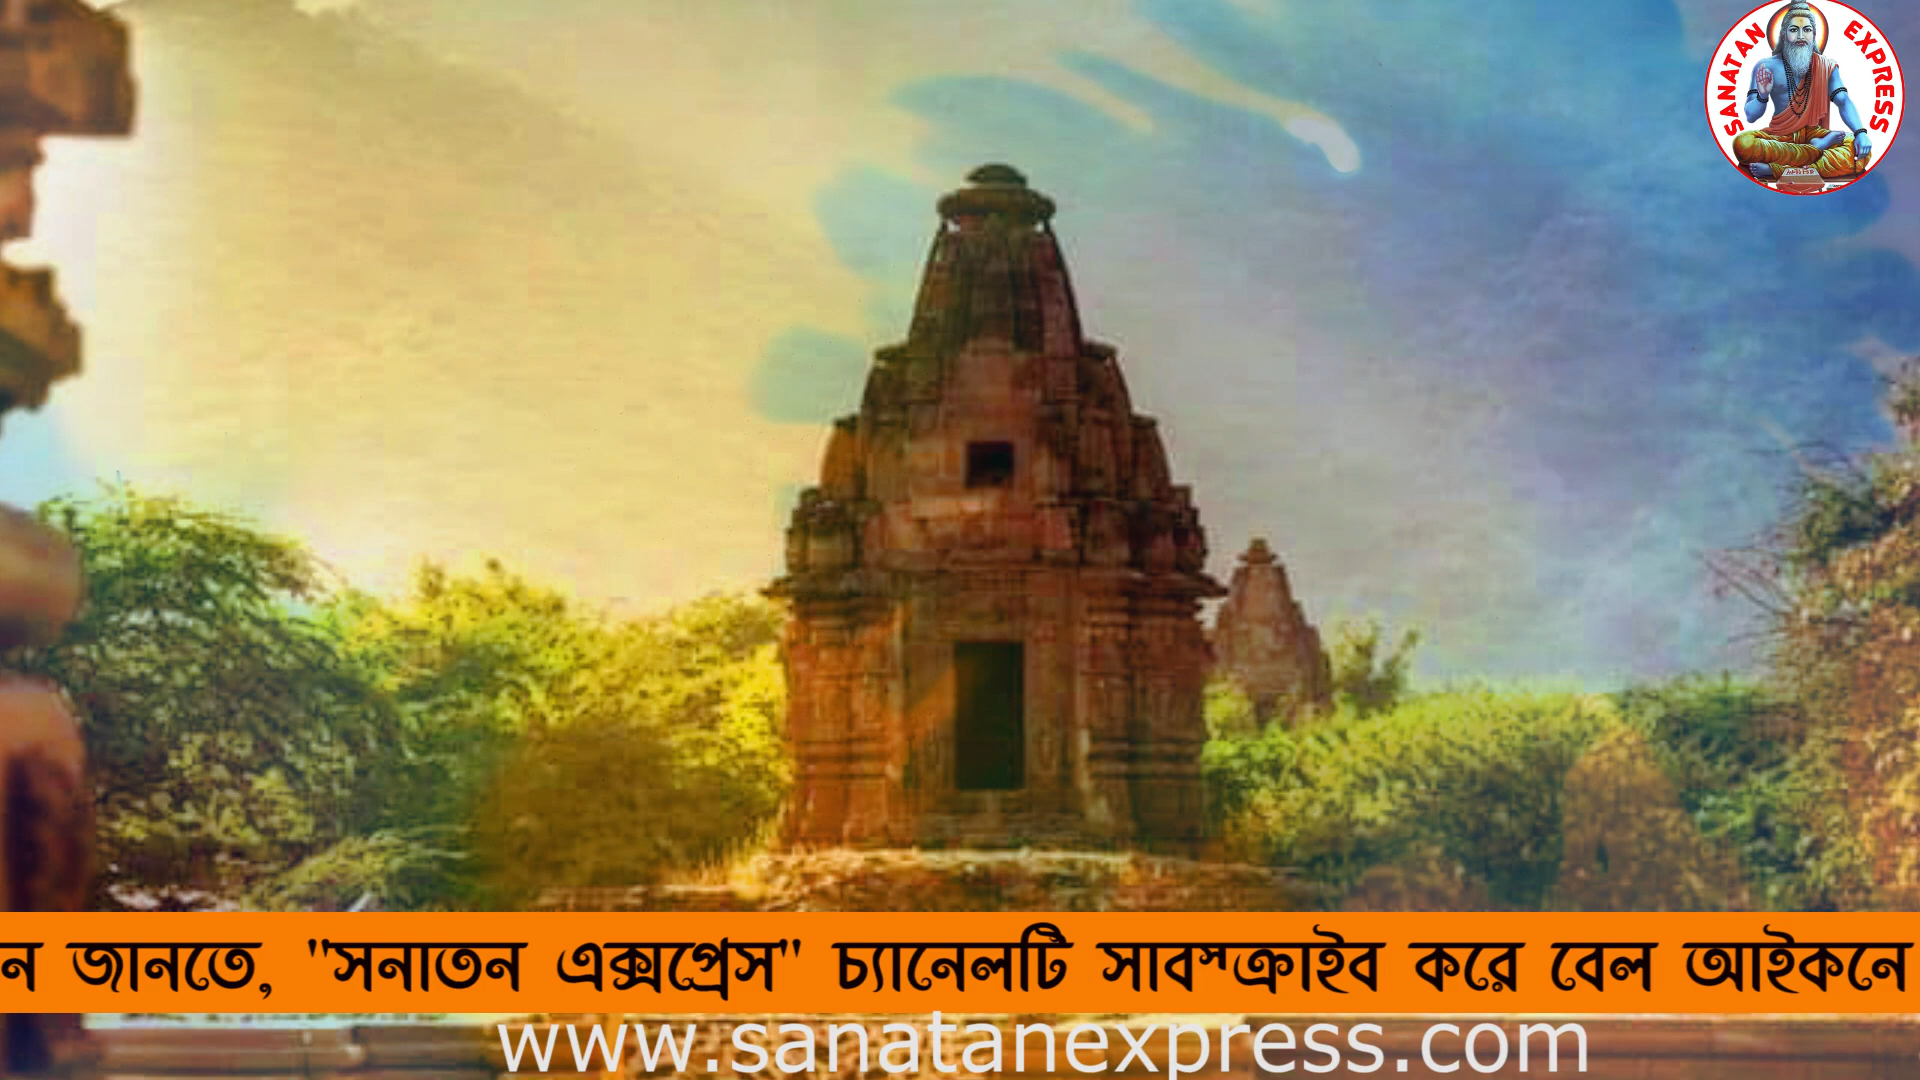 SANATAN EXPRESS
ন জানতে, "সনাতন এক্সপ্রেস" চ্যানেলটি সাবস্ক্রাইব করে বেল আইকনে
www.sanatanexpress.com